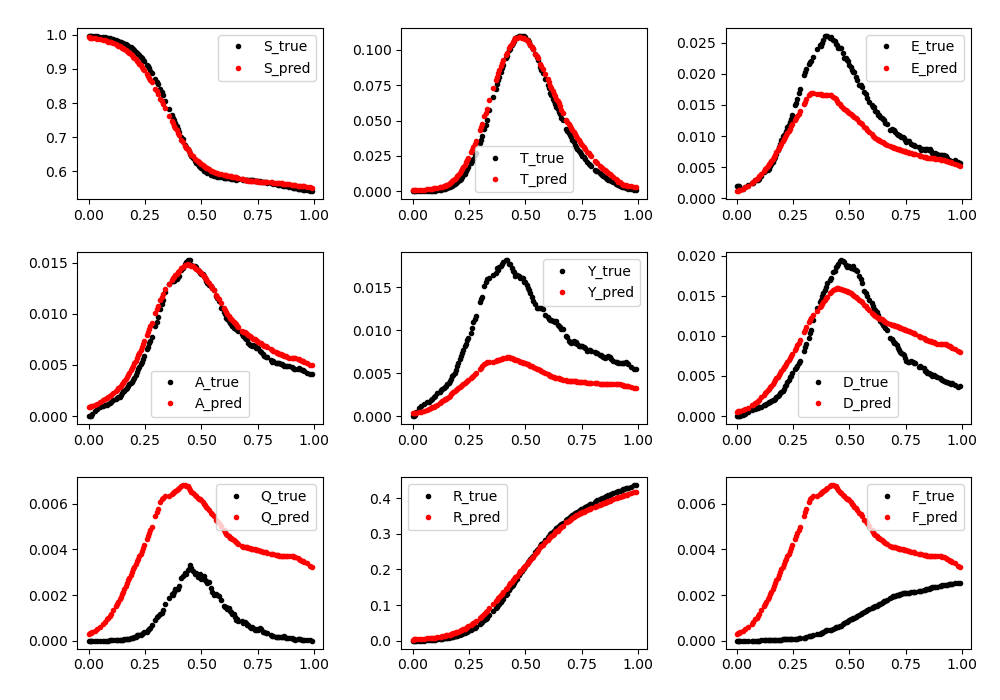 1.0
0.9
0.8
0.7
0.6
0.00 0.25 0.50 0.75 1.00
S_true
S_pred
0.100
0.075
0.050
0.025
0.000
0.00 0.25 0.50 0.75 1.00
T_true
T_pred
0.025
0.020
0.015
0.010
0.005
0.000
0.00 0.25 0.50 0.75 1.00
E_true
E_pred
0.015
0.010
0.005
0.000
0.00 0.25 0.50 0.75 1.00
A_true
A_pred
0.015
0.010
0.005
0.000
0.00 0.25 0.50 0.75 1.00
Y_true
Y_pred
0.020
0.015
0.010
0.005
0.000
0.00 0.25 0.50 0.75 1.00
D_true
D_pred
0.006
0.004
0.002
0.000
0.00 0.25 0.50 0.75 1.00
Q_true
Q_pred
0.4
0.3
0.2
0.1
0.0
0.00 0.25 0.50 0.75 1.00
R_true
R_pred
0.006
0.004
0.002
0.000
0.00 0.25 0.50 0.75 1.00
F_true
F_pred